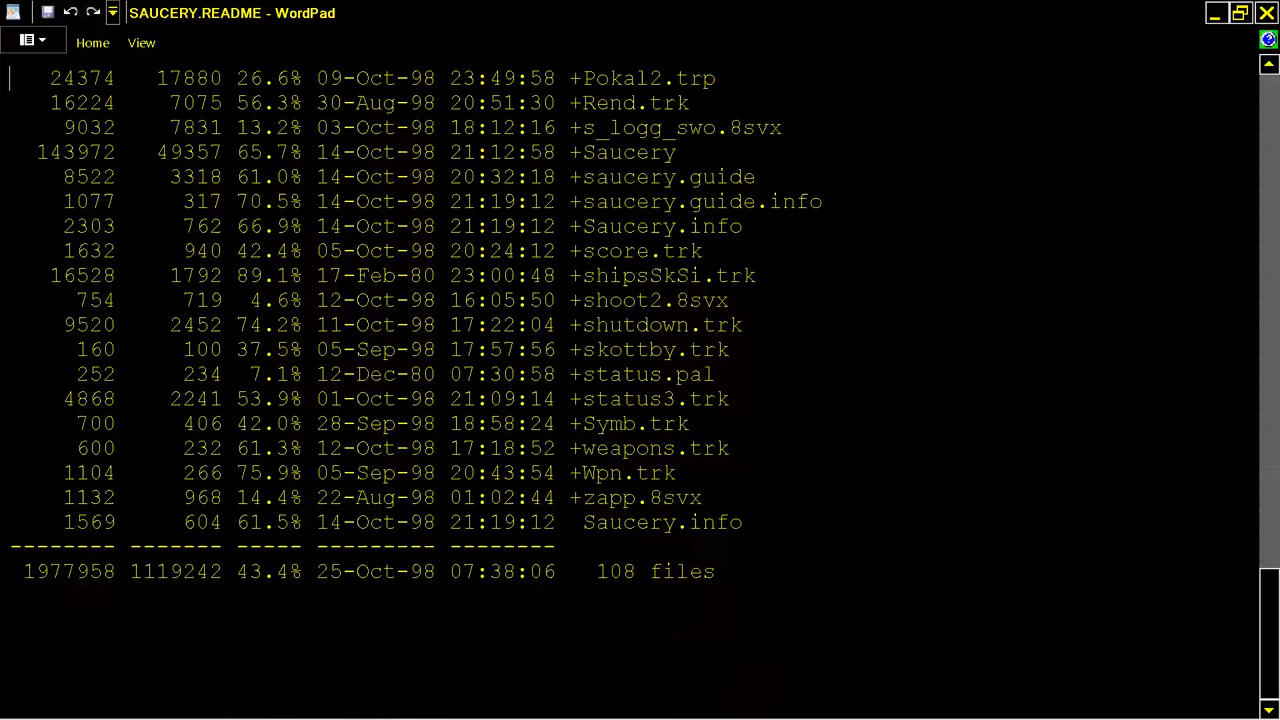 SAUCERY.README - WordPad
Home View
24374 17880 26.6% 09-Oct-98 23:49:58 +Pokal2.trp
16224 7075 56.3% 30-Aug-98 20:51:30 +Rend.trk
9032 7831 13.2% 03-Oct-98 18:12:16 +s_logg_swo.8svx
143972 49357 65.7% 14-Oct-98 21:12:58 +Saucery
8522 3318 61.0% 14-Oct-98 20:32:18 +saucery.guide
1077 317 70.5% 14-Oct-98 21:19:12 +saucery.guide.info
2303 762 66.9% 14-Oct-98 21:19:12 +Saucery.info
1632 940 42.4% 05-Oct-98 20:24:12 +score.trk
16528 1792 89.1% 17-Feb-80 23:00:48 +shipsSkSi.trk
754 719 4.6% 12-Oct-98 16:05:50 +shoot2.8svx
9520 2452 74.2% 11-Oct-98 17:22:04 +shutdown.trk
160 100 37.5% 05-Sep-98 17:57:56 +skottby.trk
252 234 7.1% 12-Dec-80 07:30:58 +status.pal
4868 2241 53.9% 01-Oct-98 21:09:14 +status3.trk
700 406 42.0% 28-Sep-98 18:58:24 +Symb.trk
600 232 61.3% 12-Oct-98 17:18:52 +weapons.trk
1104 266 75.9% 05-Sep-98 20:43:54 +Wpn.trk
1132 968 14.4% 22-Aug-98 01:02:44 +zapp.8svx
1569 604 61.5% 14-Oct-98 21:19:12 Saucery.info
-------- ------- ----- --------- --------
1977958 1119242 43.4% 25-Oct-98 07:38:06 108 files